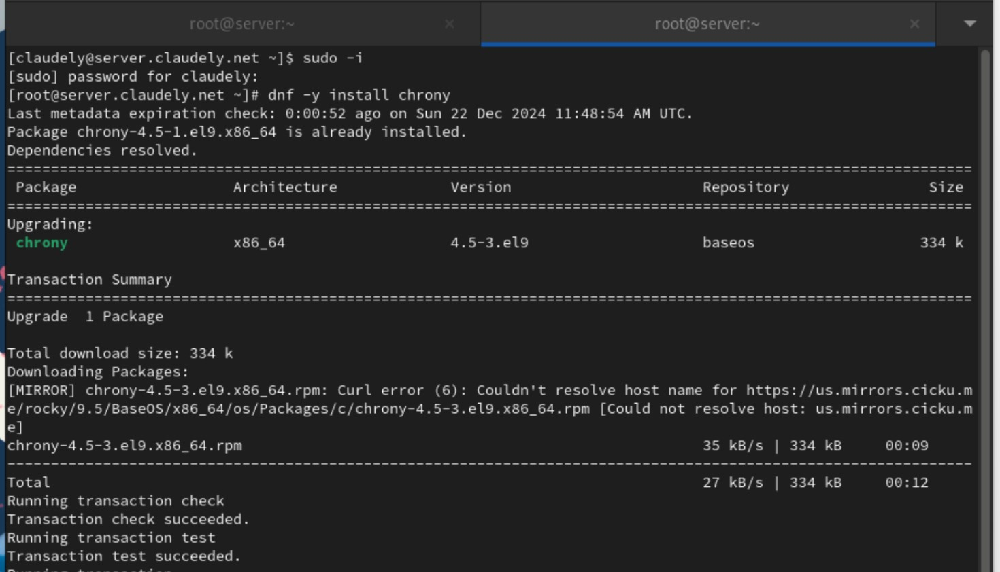 root@server:~ × root@server:~ ×
[claudely@server.claudely.net ~]$ sudo -i
[sudo] password for claudely:
[root@server.claudely.net ~]# dnf -y install chrony
Last metadata expiration check: 0:00:52 ago on Sun 22 Dec 2024 11:48:54 AM UTC.
Package chrony-4.5-1.el9.x86_64 is already installed.
Dependencies resolved.
================================================================================================================
Package Architecture Version Repository Size
================================================================================================================
Upgrading:
chrony x86_64 4.5-3.el9 baseos 334 k
Transaction Summary
================================================================================================================
Upgrade  1 Package
Total download size: 334 k
Downloading Packages:
[MIRROR] chrony-4.5-3.el9.x86_64.rpm: Curl error (6): Couldn't resolve host name for https://us.mirrors.cicku.m
e/rocky/9.5/BaseOS/x86_64/os/Packages/c/chrony-4.5-3.el9.x86_64.rpm [Could not resolve host: us.mirrors.cicku.m
e]
chrony-4.5-3.el9.x86_64.rpm 35 kB/s | 334 kB 00:09
----------------------------------------------------------------------------------------------------------------
Total 27 kB/s | 334 kB 00:12
Running transaction check
Transaction check succeeded.
Running transaction test
Transaction test succeeded.
Running transaction